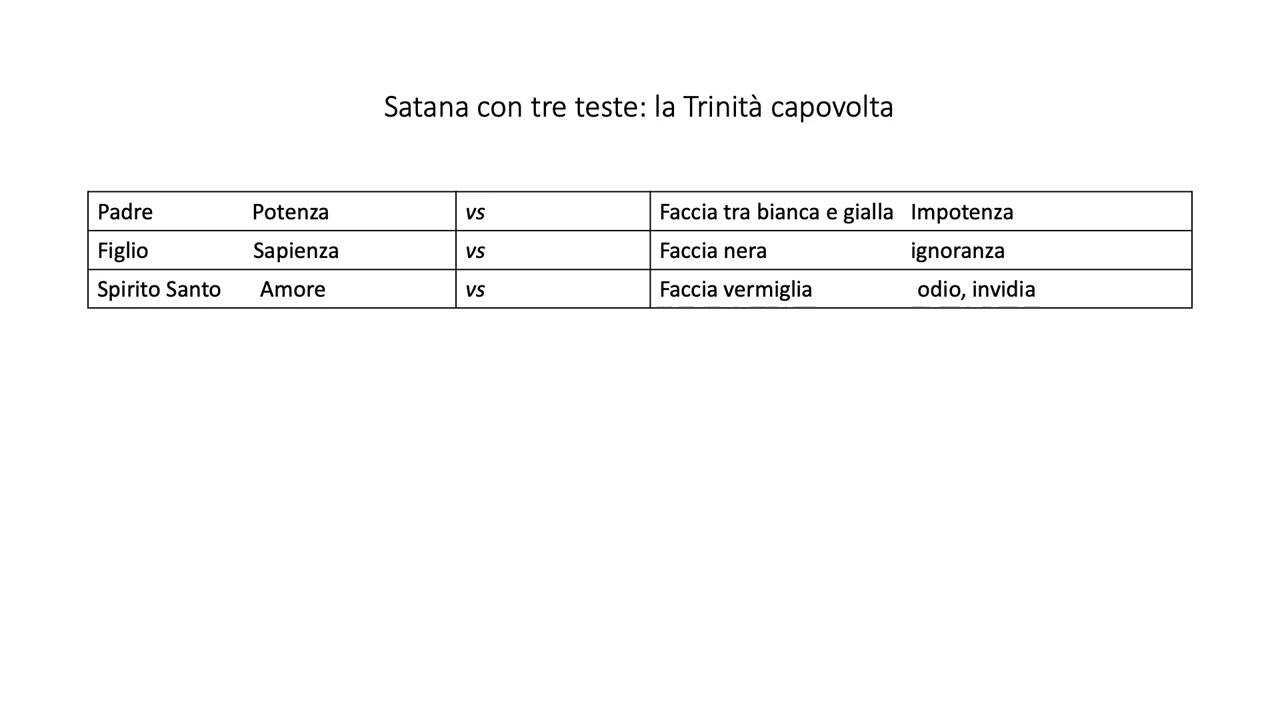 Satana con tre teste: la Trinità capovolta
Padre Potenza vs Faccia tra bianca e gialla Impotenza
Figlio Sapienza vs Faccia nera ignoranza
Spirito Santo Amore vs Faccia vermiglia odio, invidia